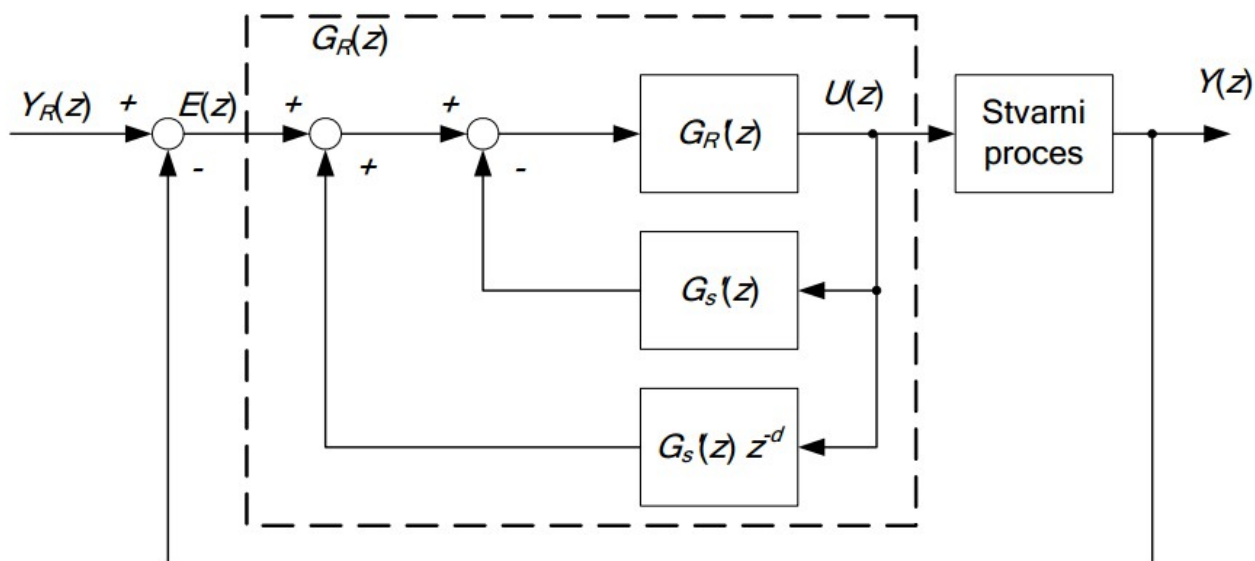 G_R(z)
Y_R(z)
+
E(z)
+
+
U(z)
Y(z)
-
+
-
G_R'(z)
Stvarni
proces
G_s'(z)
G_s'(z) z^-d